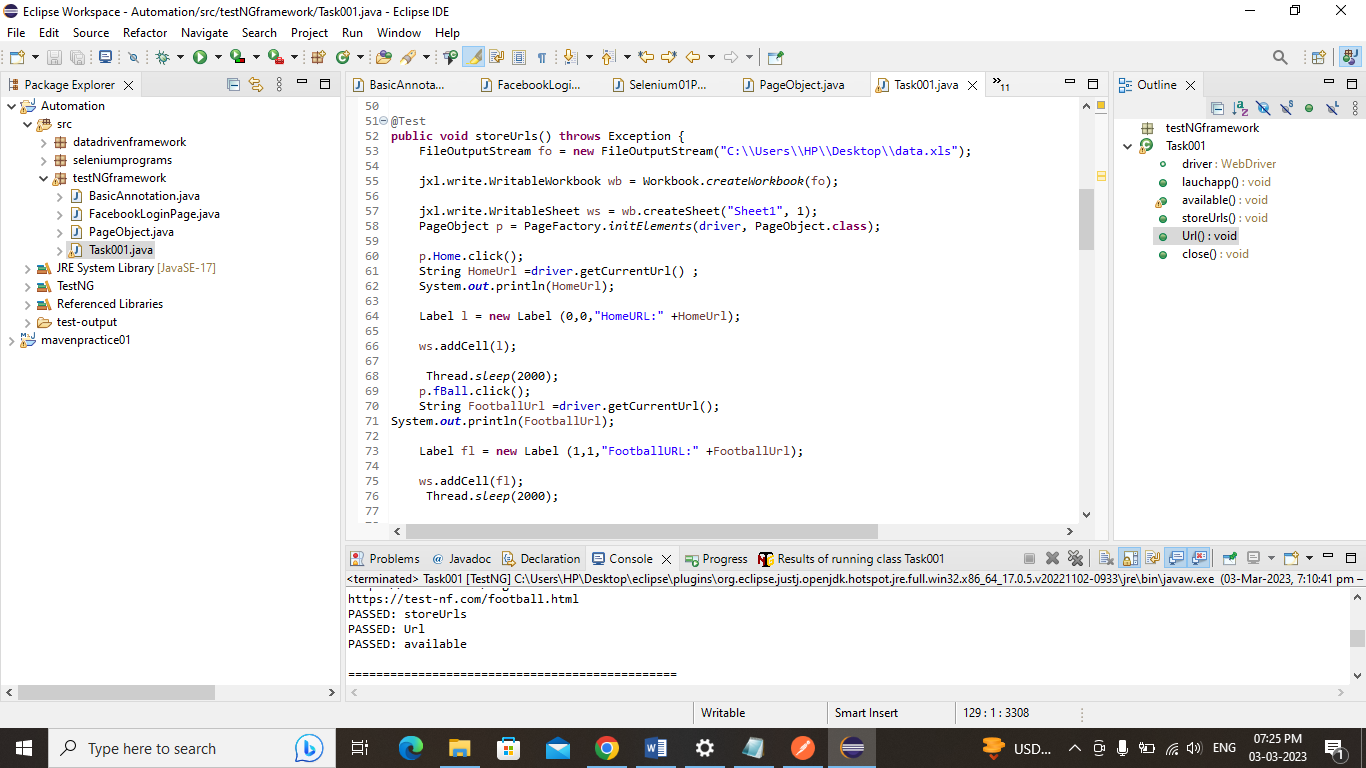 Eclipse Workspace - Automation/src/testNGframework/Task001.java - Eclipse IDE
File Edit Source Refactor Navigate Search Project Run Window Help
Package Explorer
Automation
src
datadrivenframework
seleniumprograms
testNGframework
BasicAnnotation.java
FacebookLoginPage.java
PageObject.java
Task001.java
JRE System Library [JavaSE-17]
TestNG
Referenced Libraries
test-output
mavenpractice01
BasicAnnota... FacebookLogi... Selenium01P... PageObject.java Task001.java »11
50
51 @Test
52 public void storeUrls() throws Exception {
53 FileOutputStream fo = new FileOutputStream("C:\\Users\\HP\\Desktop\\data.xls");
54
55 jxl.write.WritableWorkbook wb = Workbook.createWorkbook(fo);
56
57 jxl.write.WritableSheet ws = wb.createSheet("Sheet1", 1);
58 PageObject p = PageFactory.initElements(driver, PageObject.class);
59
60 p.Home.click();
61 String HomeUrl =driver.getCurrentUrl() ;
62 System.out.println(HomeUrl);
63
64 Label l = new Label (0,0,"HomeURL:" +HomeUrl);
65
66 ws.addCell(l);
67
68 Thread.sleep(2000);
69 p.fBall.click();
70 String FootballUrl =driver.getCurrentUrl();
71 System.out.println(FootballUrl);
72
73 Label fl = new Label (1,1,"FootballURL:" +FootballUrl);
74
75 ws.addCell(fl);
76 Thread.sleep(2000);
77
Outline
testNGframework
Task001
driver : WebDriver
lauchapp() : void
available() : void
storeUrls() : void
Url() : void
close() : void
Problems @ Javadoc Declaration Console Progress Results of running class Task001
<terminated> Task001 [TestNG] C:\Users\HP\Desktop\eclipse\plugins\org.eclipse.justj.openjdk.hotspot.jre.full.win32.x86_64_17.0.5.v20221102-0933\jre\bin\javaw.exe (03-Mar-2023, 7:10:41 pm –
https://test-nf.com/football.html
PASSED: storeUrls
PASSED: Url
PASSED: available
===============================================
Writable Smart Insert 129 : 1 : 3308
Type here to search
USD... ENG 07:25 PM
03-03-2023
1